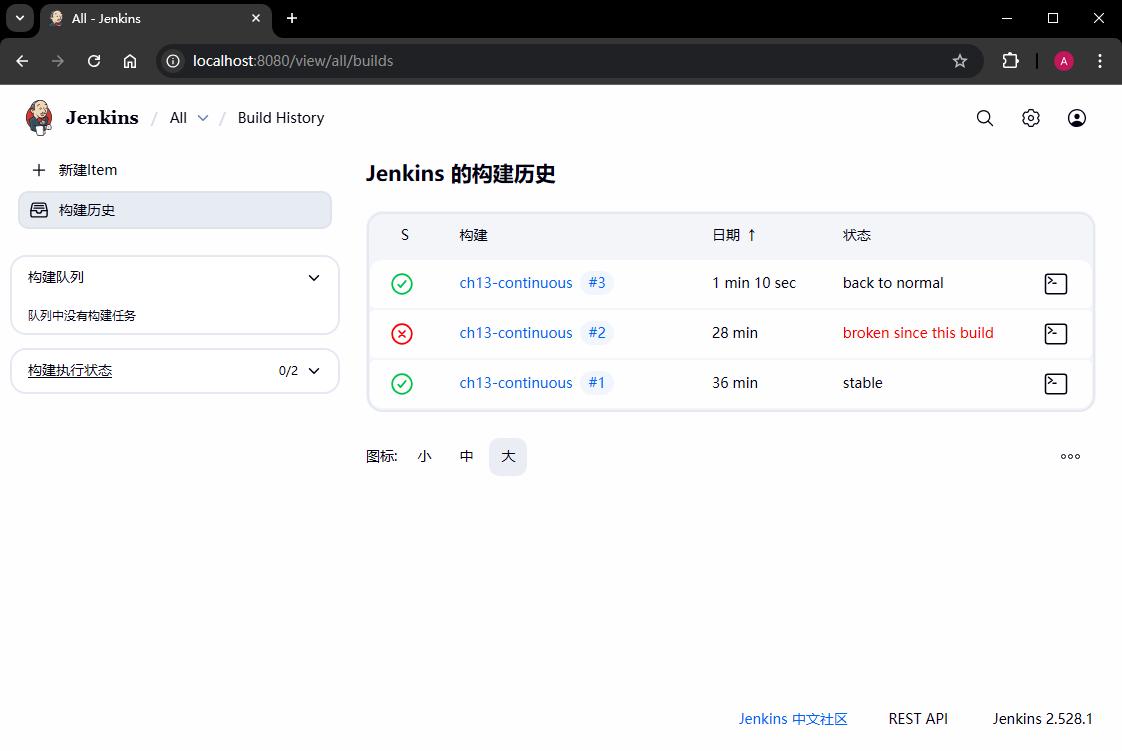 All - Jenkins
localhost:8080/view/all/builds
A
Jenkins / All / Build History
新建Item
构建历史
构建队列
队列中没有构建任务
构建执行状态 0/2
Jenkins 的构建历史
S 构建 日期 ↑ 状态
ch13-continuous #3 1 min 10 sec back to normal
ch13-continuous #2 28 min broken since this build
ch13-continuous #1 36 min stable
图标: 小 中 大
Jenkins 中文社区 REST API Jenkins 2.528.1